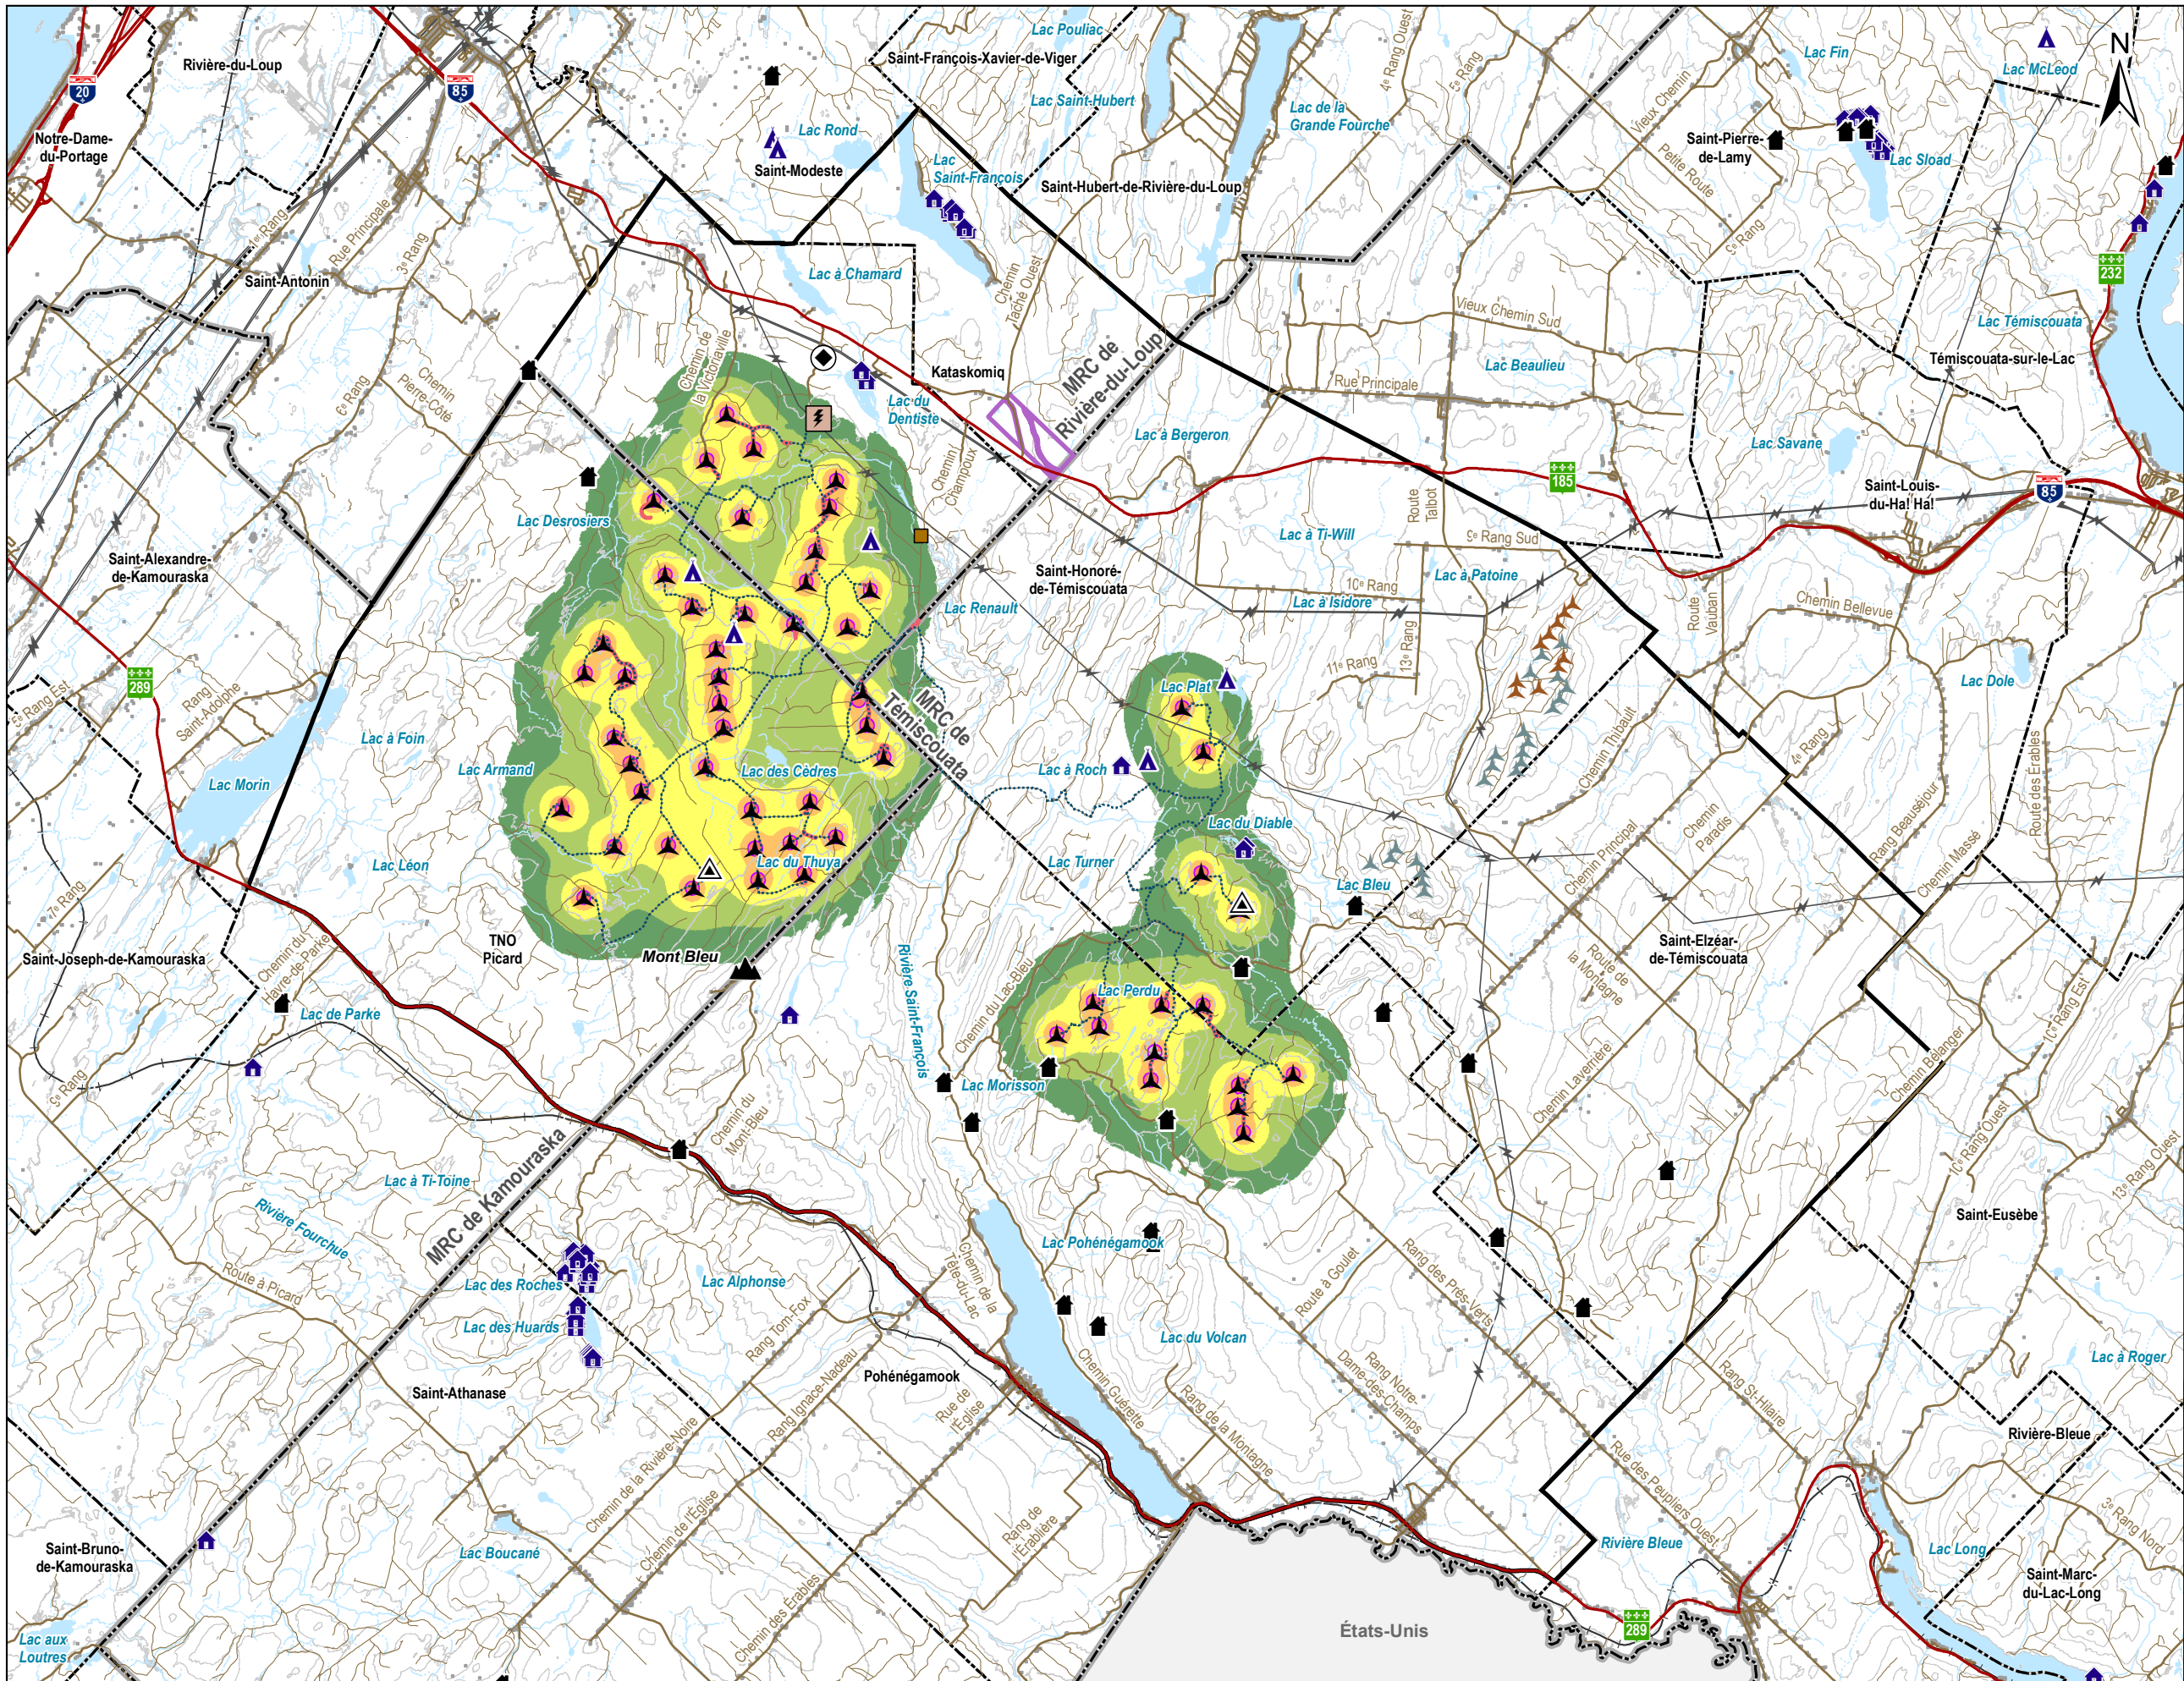 Lac Pouliac
Saint-François-Xavier-de-Viger
4e Rang Ouest
5e Rang
Lac Fin
Lac McLeod
N
Rivière-du-Loup
20
85
Lac Saint-Hubert
Lac de la
Grande Fourche
Vieux Chemin
Notre-Dame-
du-Portage
Lac Rond
Saint-Modeste
Lac
Saint-François
Saint-Pierre-
de-Lamy
Petite Route
Lac Sload
Saint-Hubert-de-Rivière-du-Loup
1er Rang
Rue Principale
3e Rang
Saint-Antonin
Lac à Chamard
Chemin
Taché Ouest
232
Lac Témiscouata
Vieux Chemin Sud
Chemin de
la Victoriaville
MRC de
Rivière-du-Loup
Témiscouata-sur-le-Lac
Chemin
Pierre-Côté
6e Rang
Kataskomiq
Lac Beaulieu
Rue Principale
Lac du
Dentiste
Lac à Bergeron
Lac Savane
Chemin
Champoux
185
Saint-Louis-
du-Ha! Ha!
85
Route
Talbot
Lac Desrosiers
Lac à Ti-Will
9e Rang Sud
Saint-Alexandre-
de-Kamouraska
Saint-Honoré-
de-Témiscouata
10e Rang
Lac à Patoine
Lac Renault
Lac à Isidore
Route
Vauban
Chemin Bellevue
13e Rang
11e Rang
289
5e Rang Est
Rang
Saint-Adolphe
Lac Plat
Lac Dole
MRC de
Témiscouata
Chemin Thibault
4e Rang
Route des Érables
Lac à Foin
Lac Armand
Lac des Cèdres
Lac à Roch
Lac Morin
Lac du Diable
Chemin Principal
Chemin
Paradis
Rang Beauséjour
Chemin Massé
Lac Léon
Lac du Thuya
Lac Turner
Lac Bleu
7e Rang
TNO
Picard
Mont Bleu
Saint-Joseph-de-Kamouraska
Chemin du
Havre-de-Parke
Saint-Elzéar-
de-Témiscouata
Route de
la Montagne
Lac Perdu
Rivière Saint-François
Chemin du Lac-Bleu
Lac de Parke
10e Rang Est
Chemin Bélanger
Chemin Laverrière
Lac Morisson
9e Rang
Chemin du
Mont-Bleu
10e Rang Ouest
13e Rang Ouest
MRC de Kamouraska
Lac à Ti-Toine
Rivière Fourchue
Saint-Eusèbe
Lac Pohénégamook
Route à Picard
Lac des Roches
Lac Alphonse
Chemin de la
Tête-du-Lac
Route à Goulet
Rang des Prés-Verts
Lac des Huards
Rang Tom-Fox
Lac du Volcan
Lac à Roger
Saint-Athanase
Pohénégamook
Rang Ignace-Nadeau
Rue de
l'Église
Chemin Guérette
Rang de la Montagne
Rang Notre-
Dame-des-Champs
Rang St-Hilaire
Rivière-Bleue
Chemin de la Rivière-Noire
Chemin de l'Église
Rang de
l'Érablière
Rue des Peupliers Ouest
3e Rang Nord
Saint-Bruno-
de-Kamouraska
Lac Boucané
Rivière Bleue
Lac Long
Saint-Marc-
du-Lac-Long
Chemin des Érables
Lac aux
Loutres
États-Unis
289